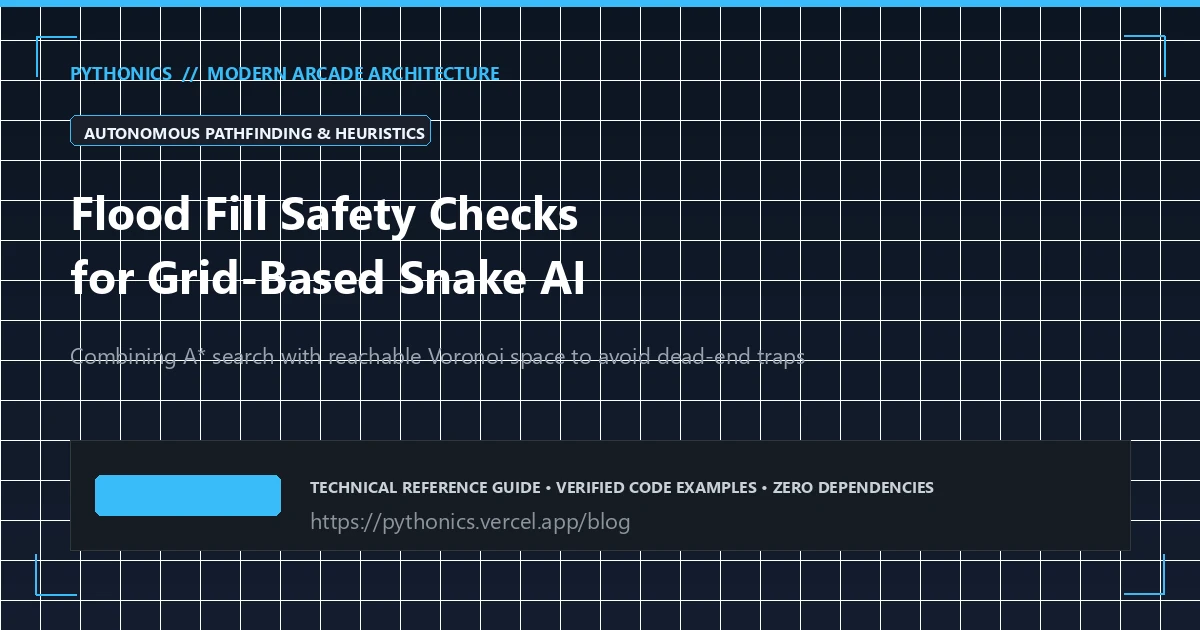 PYTHONICS // MODERN ARCADE ARCHITECTURE
AUTONOMOUS PATHFINDING & HEURISTICS
Flood Fill Safety Checks
for Grid-Based Snake AI
Combining A* search with reachable Voronoi space to avoid dead-end traps
TECHNICAL REFERENCE GUIDE • VERIFIED CODE EXAMPLES • ZERO DEPENDENCIES
https://pythonics.vercel.app/blog